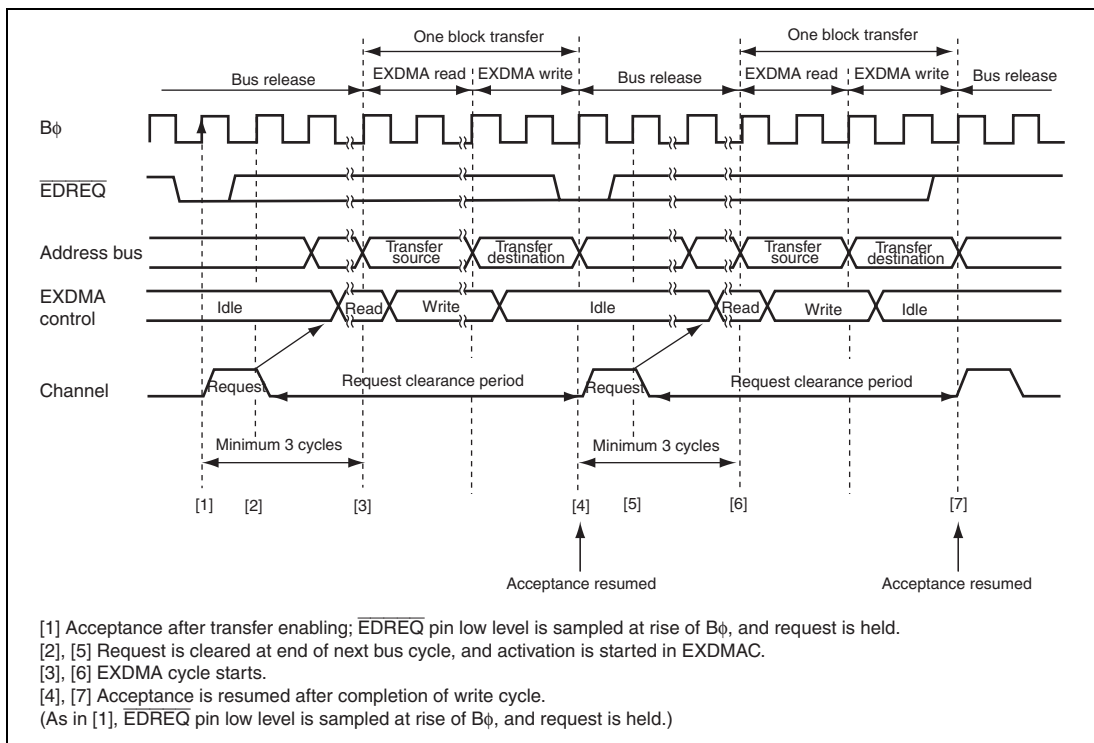 One block transfer One block transfer
Bus release EXDMA read EXDMA write Bus release EXDMA read EXDMA write Bus release
Bϕ
EDREQ
Address bus Transfer source Transfer destination Transfer source Transfer destination
EXDMA control Idle Read Write Idle Read Write Idle
Channel Request Request clearance period Request Request clearance period
Minimum 3 cycles Minimum 3 cycles
[1] [2] [3] [4] [5] [6] [7]
Acceptance resumed Acceptance resumed
[1] Acceptance after transfer enabling; EDREQ pin low level is sampled at rise of Bϕ, and request is held.
[2], [5] Request is cleared at end of next bus cycle, and activation is started in EXDMAC.
[3], [6] EXDMA cycle starts.
[4], [7] Acceptance is resumed after completion of write cycle.
(As in [1], EDREQ pin low level is sampled at rise of Bϕ, and request is held.)